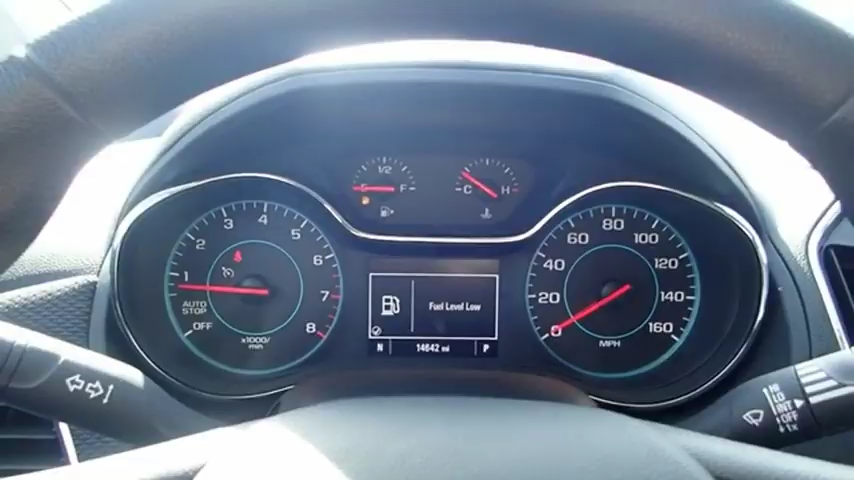 1/2
E F
C H
1 2 3 4 5 6 7 8
AUTO
STOP
OFF
x1000/
min
Fuel Level Low
N 14642 mi P
0 20 40 60 80 100 120 140 160
MPH
HI
LO
INT
OFF
1x